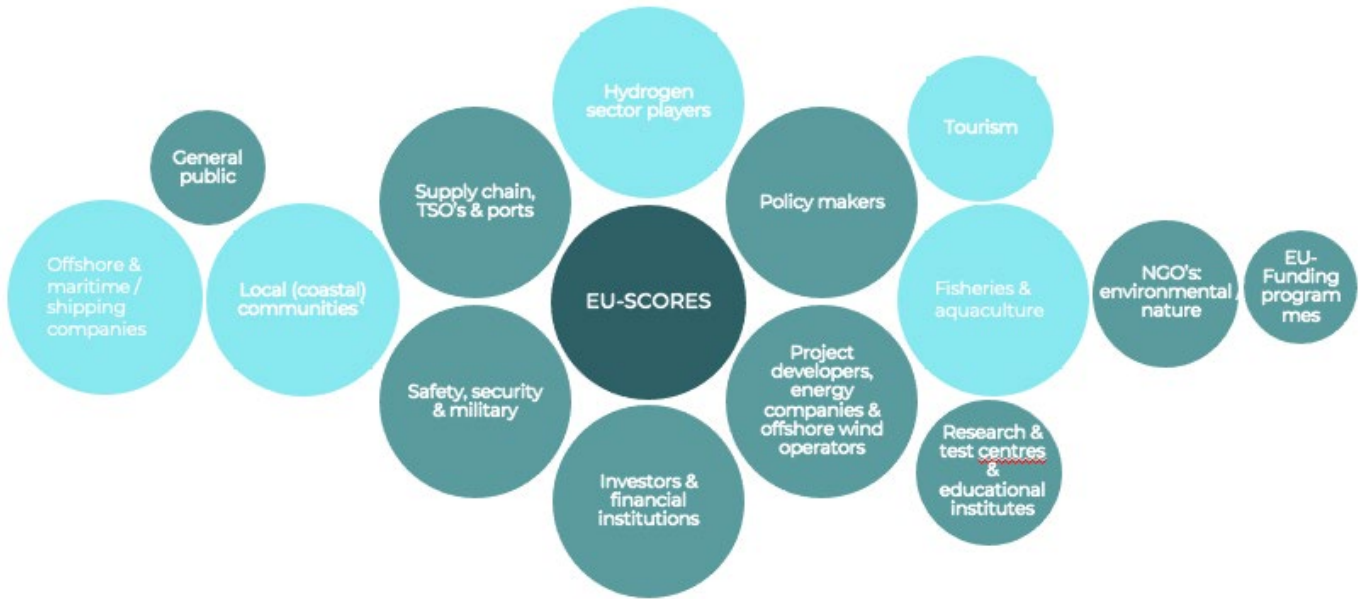 Hydrogen
sector players
Tourism
General
public
Supply chain,
TSO's & ports
Policy makers
Offshore &
maritime /
shipping
companies
Local (coastal)
communities`
EU-SCORES
Fisheries &
aquaculture
NGO's:
environmental /
nature
EU-
Funding
program
mes
Safety, security
& military
Project
developers,
energy
companies &
offshore wind
operators
Investors &
financial
institutions
Research &
test centres
&
educational
institutes